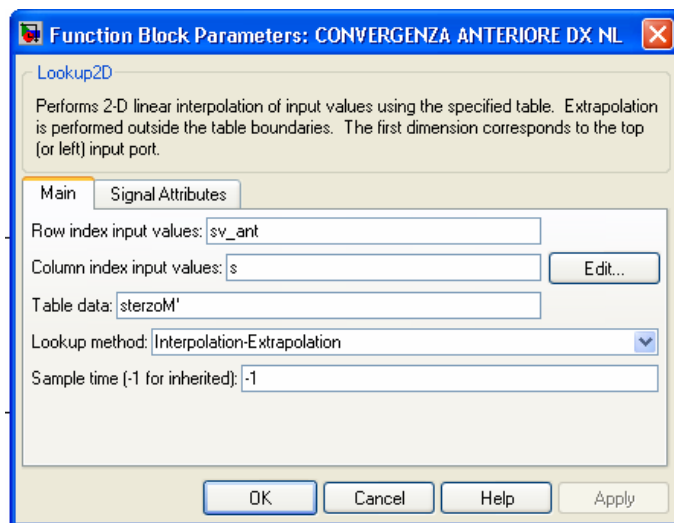 Function Block Parameters: CONVERGENZA ANTERIORE DX NL
Lookup2D
Performs 2-D linear interpolation of input values using the specified table. Extrapolation
is performed outside the table boundaries. The first dimension corresponds to the top
(or left) input port.
Main Signal Attributes
Row index input values: sv_ant
Column index input values: s Edit...
Table data: sterzoM'
Lookup method: Interpolation-Extrapolation
Sample time (-1 for inherited): -1
OK Cancel Help Apply